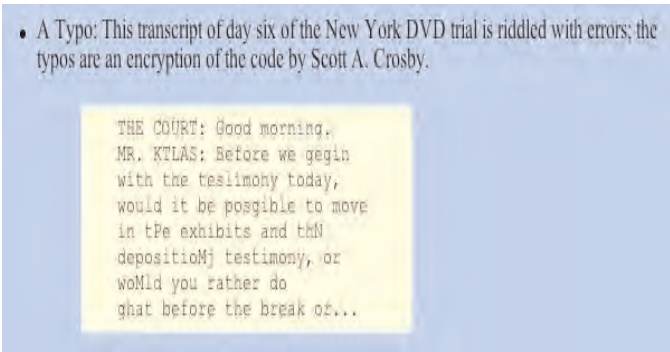 • A Typo: This transcript of day six of the New York DVD trial is riddled with errors; the
typos are an encryption of the code by Scott A. Crosby.
THE COURT: Good morning.
MR. KTLAS: Before we gegin
with the teslimony today,
would it be posgible to move
in tPe exhibits and thN
depositioMj testimony, or
woMld you rather do
ghat before the break or...